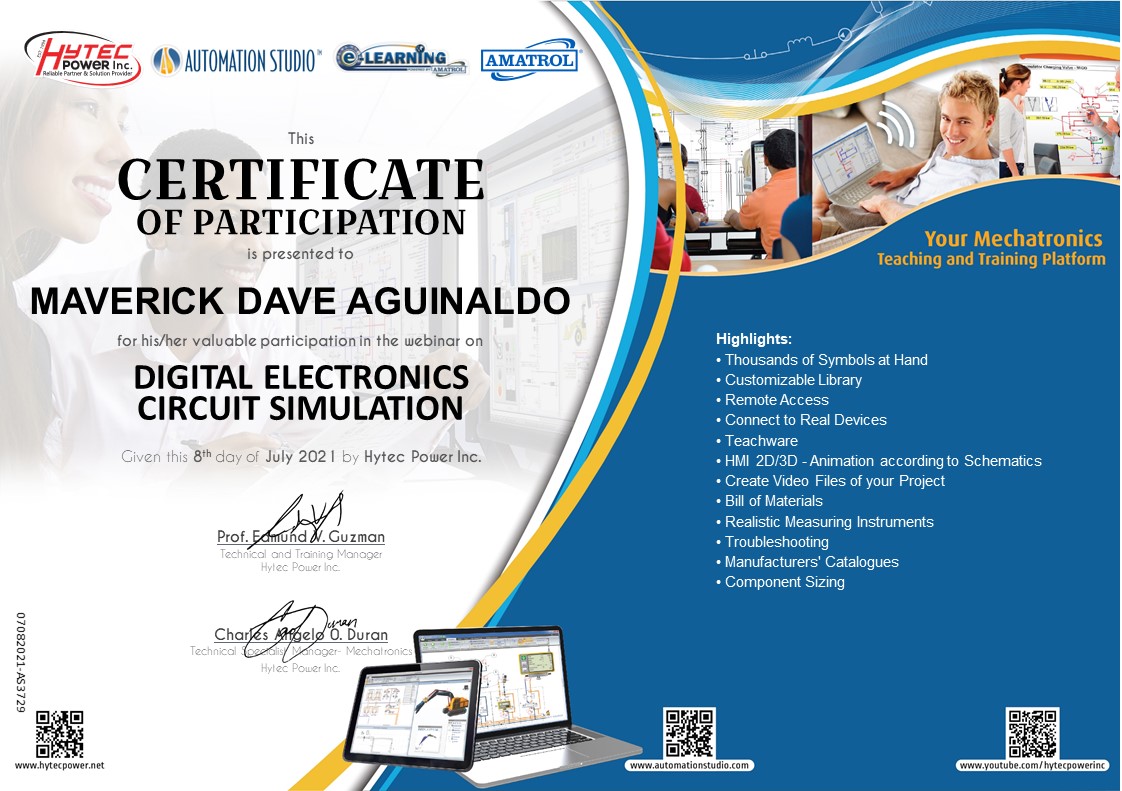 HYTEC
POWER Inc.
Reliable Partner & Solution Provider
AUTOMATION STUDIO™
e-LEARNING
AMATROL
AMATROL®
This
CERTIFICATE
OF PARTICIPATION
is presented to
MAVERICK DAVE AGUINALDO
for his/her valuable participation in the webinar on
DIGITAL ELECTRONICS
CIRCUIT SIMULATION
Given this 8th day of July 2021 by Hytec Power Inc.
Prof. Edmund V. Guzman
Technical and Training Manager
Hytec Power Inc.
Charles Angelo O. Duran
Technical Specialist Manager- Mechatronics
Hytec Power Inc.
07082021-AS3729
www.hytecpower.net
Your Mechatronics
Teaching and Training Platform
Highlights:
• Thousands of Symbols at Hand
• Customizable Library
• Remote Access
• Connect to Real Devices
• Teachware
• HMI 2D/3D - Animation according to Schematics
• Create Video Files of your Project
• Bill of Materials
• Realistic Measuring Instruments
• Troubleshooting
• Manufacturers' Catalogues
• Component Sizing
www.automationstudio.com
www.youtube.com/hytecpowerinc